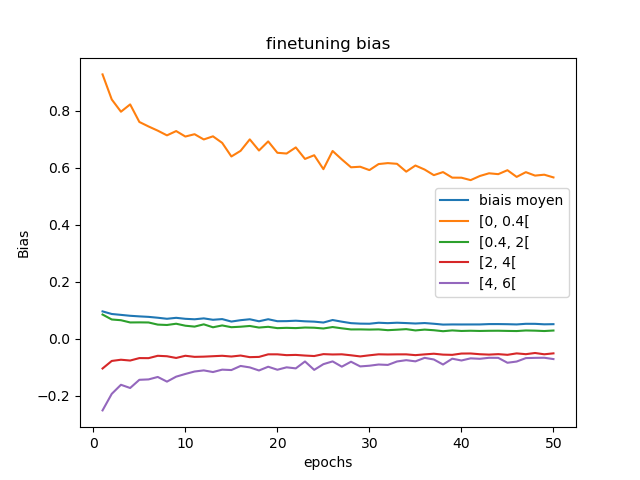 finetuning bias
Bias
0.8
0.6
0.4
0.2
0.0
−0.2
biais moyen
[0, 0.4[
[0.4, 2[
[2, 4[
[4, 6[
0 10 20 30 40 50
epochs